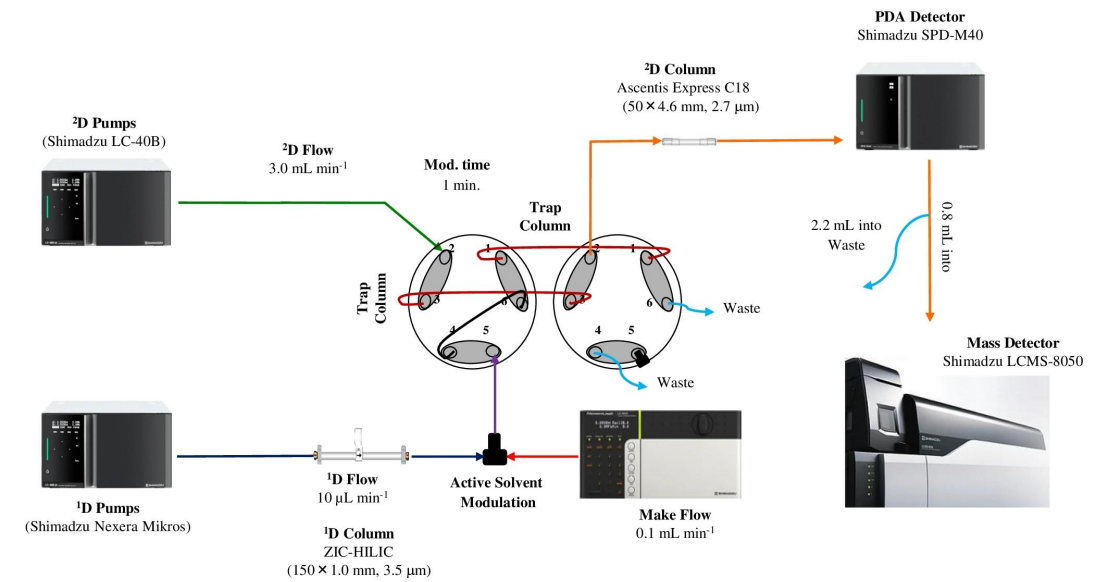 PDA Detector
Shimadzu SPD-M40
²D Column
Ascentis Express C18
(50×4.6 mm, 2.7 µm)
²D Pumps
(Shimadzu LC-40B)
²D Flow
3.0 mL min⁻¹
Mod. time
1 min.
Trap
Column
2.2 mL into
Waste
0.8 mL into
2
1
2
1
Trap
Column
3
6
3
6
Waste
4
5
4
5
Waste
Mass Detector
Shimadzu LCMS-8050
¹D Flow
10 µL min⁻¹
Active Solvent
Modulation
¹D Pumps
(Shimadzu Nexera Mikros)
Make Flow
0.1 mL min⁻¹
¹D Column
ZIC-HILIC
(150×1.0 mm, 3.5 µm)